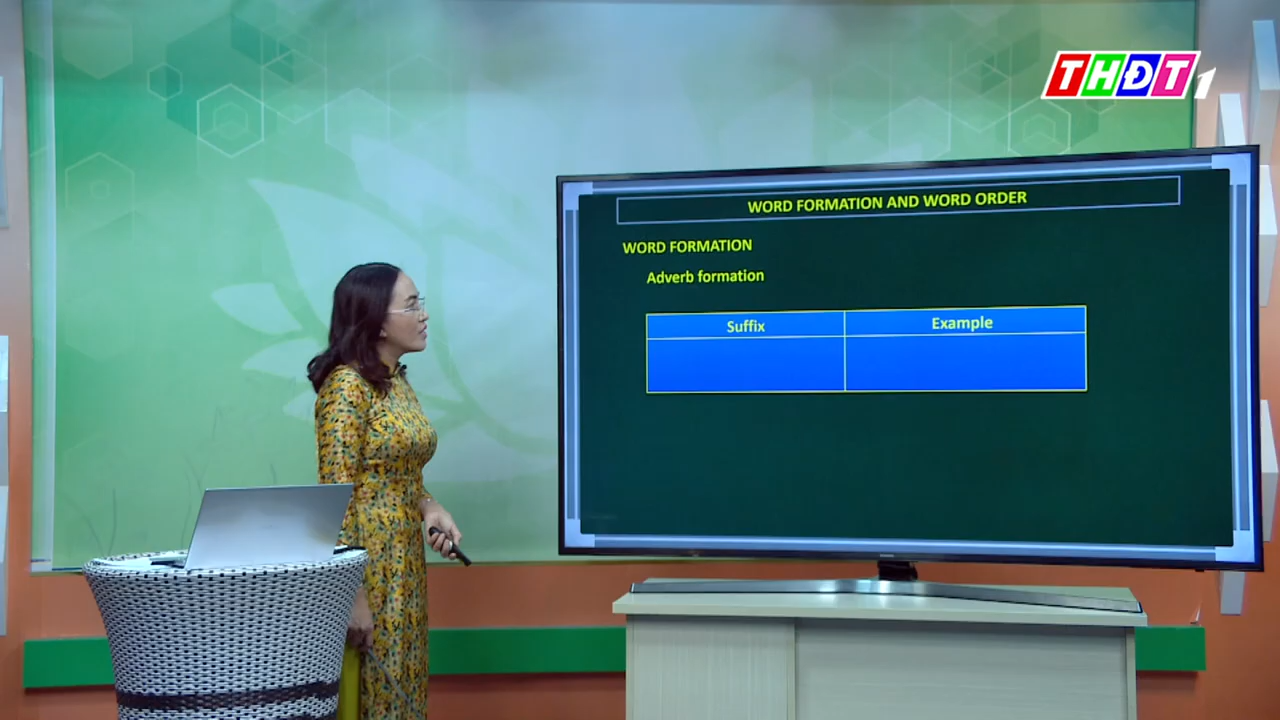 THĐT1
WORD FORMATION AND WORD ORDER
WORD FORMATION
Adverb formation
Suffix
Example